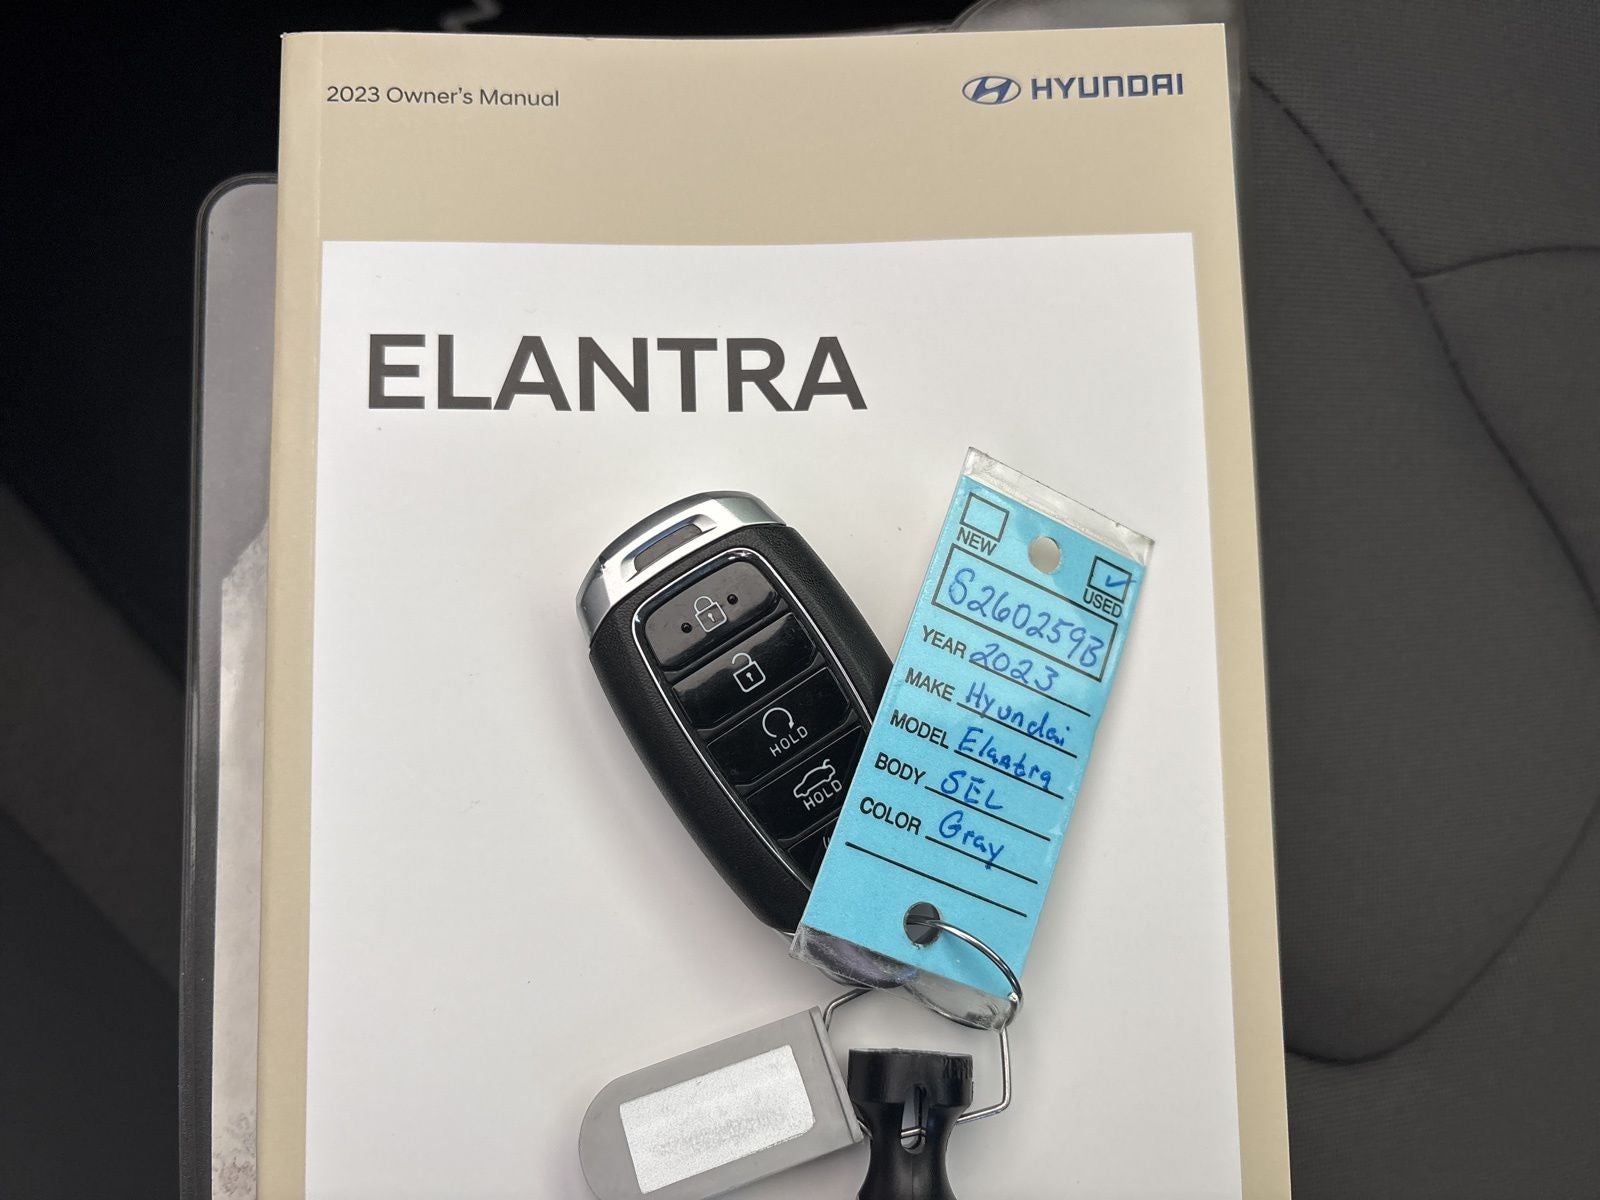 2023 Owner's Manual
HYUNDAI
ELANTRA
HOLD
HOLD
NEW
USED
S260259B
YEAR 2023
MAKE Hyundai
MODEL Elantra
BODY SEL
COLOR Gray